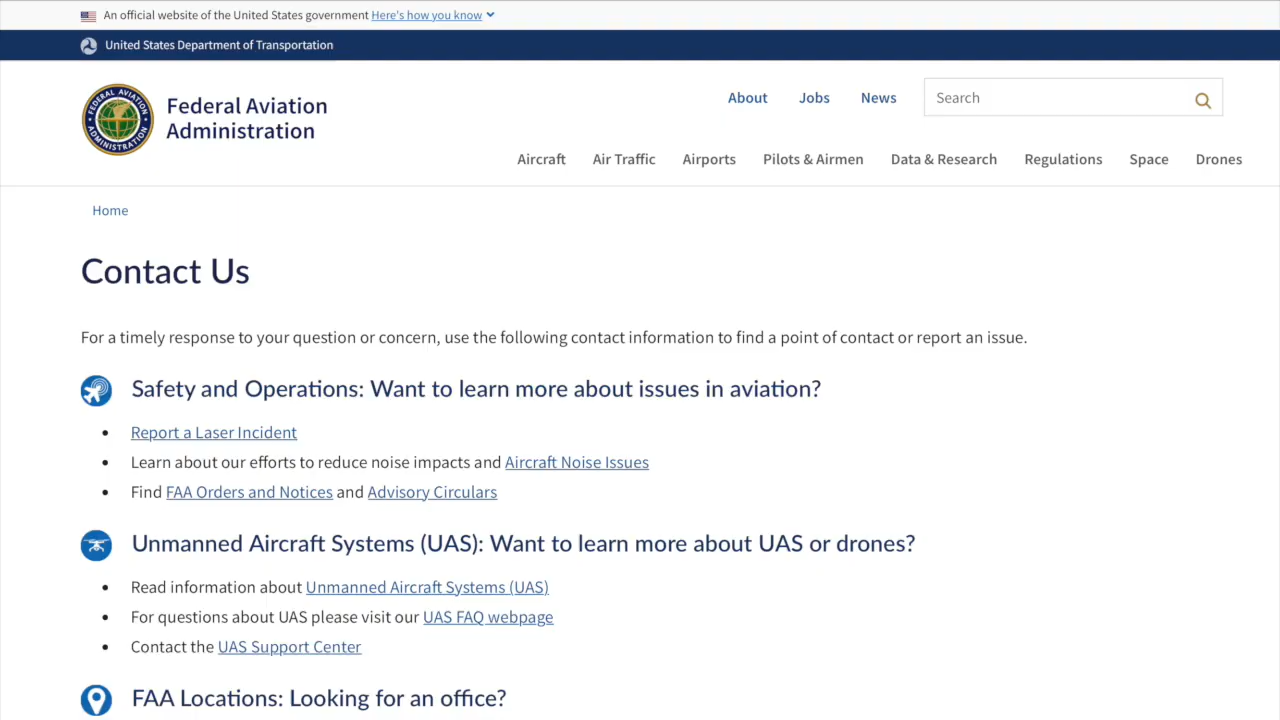 An official website of the United States government Here's how you know
United States Department of Transportation
FEDERAL AVIATION ADMINISTRATION
Federal Aviation
Administration
About Jobs News Search
Aircraft Air Traffic Airports Pilots & Airmen Data & Research Regulations Space Drones
Home
Contact Us
For a timely response to your question or concern, use the following contact information to find a point of contact or report an issue.
Safety and Operations: Want to learn more about issues in aviation?
• Report a Laser Incident
• Learn about our efforts to reduce noise impacts and Aircraft Noise Issues
• Find FAA Orders and Notices and Advisory Circulars
Unmanned Aircraft Systems (UAS): Want to learn more about UAS or drones?
• Read information about Unmanned Aircraft Systems (UAS)
• For questions about UAS please visit our UAS FAQ webpage
• Contact the UAS Support Center
FAA Locations: Looking for an office?